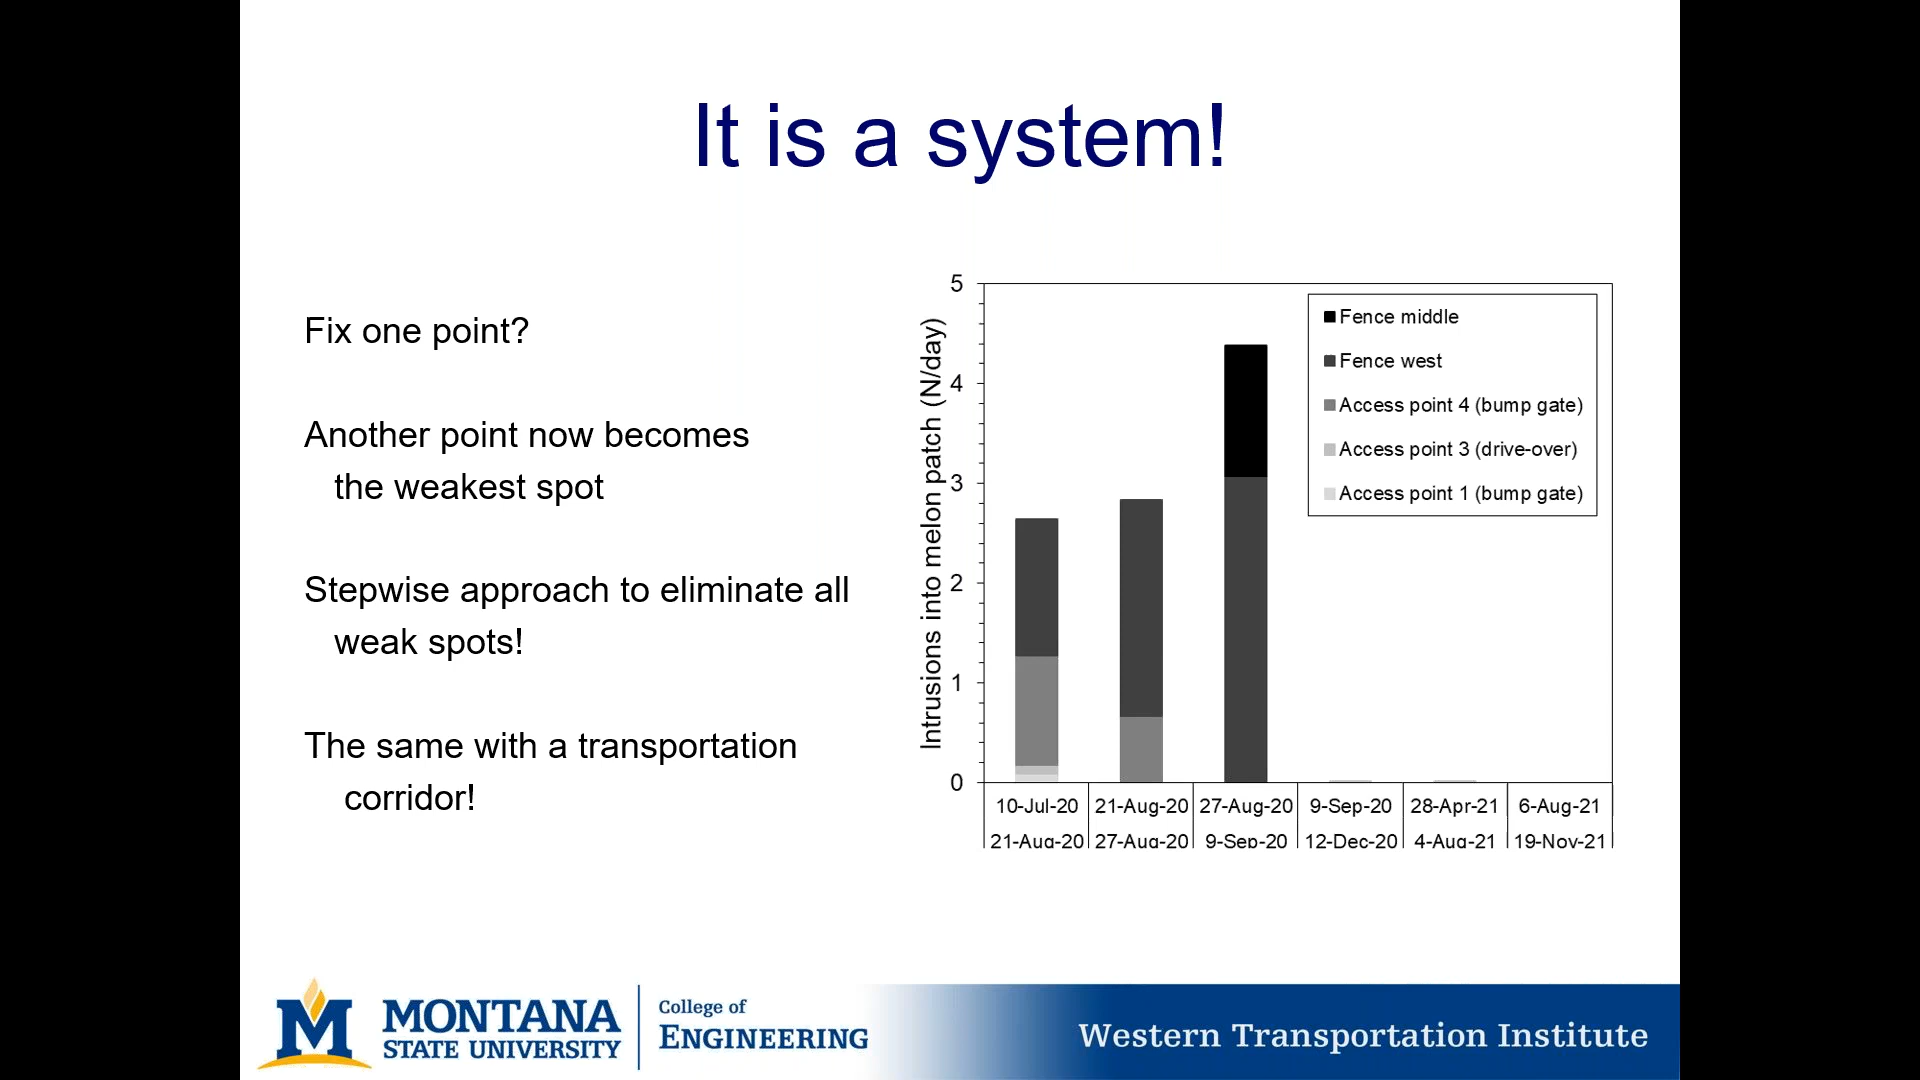 It is a system!
Fix one point?
Another point now becomes
the weakest spot
Stepwise approach to eliminate all
weak spots!
The same with a transportation
corridor!
Intrusions into melon patch (N/day)
5
4
3
2
1
0
Fence middle
Fence west
Access point 4 (bump gate)
Access point 3 (drive-over)
Access point 1 (bump gate)
10-Jul-20 21-Aug-20 27-Aug-20 9-Sep-20 28-Apr-21 6-Aug-21
21-Aug-20 27-Aug-20 9-Sep-20 12-Dec-20 4-Aug-21 19-Nov-21
M
MONTANA
STATE UNIVERSITY
College of
ENGINEERING
Western Transportation Institute